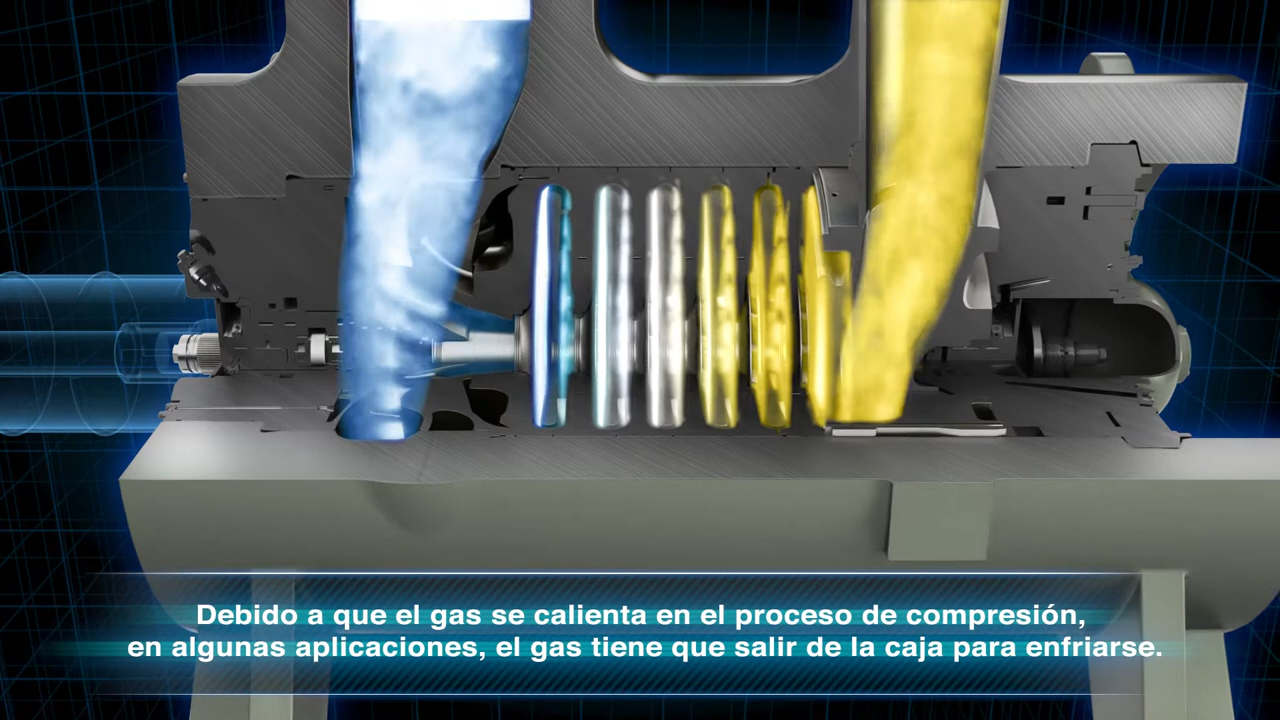 Debido a que el gas se calienta en el proceso de compresión,
en algunas aplicaciones, el gas tiene que salir de la caja para enfriarse.